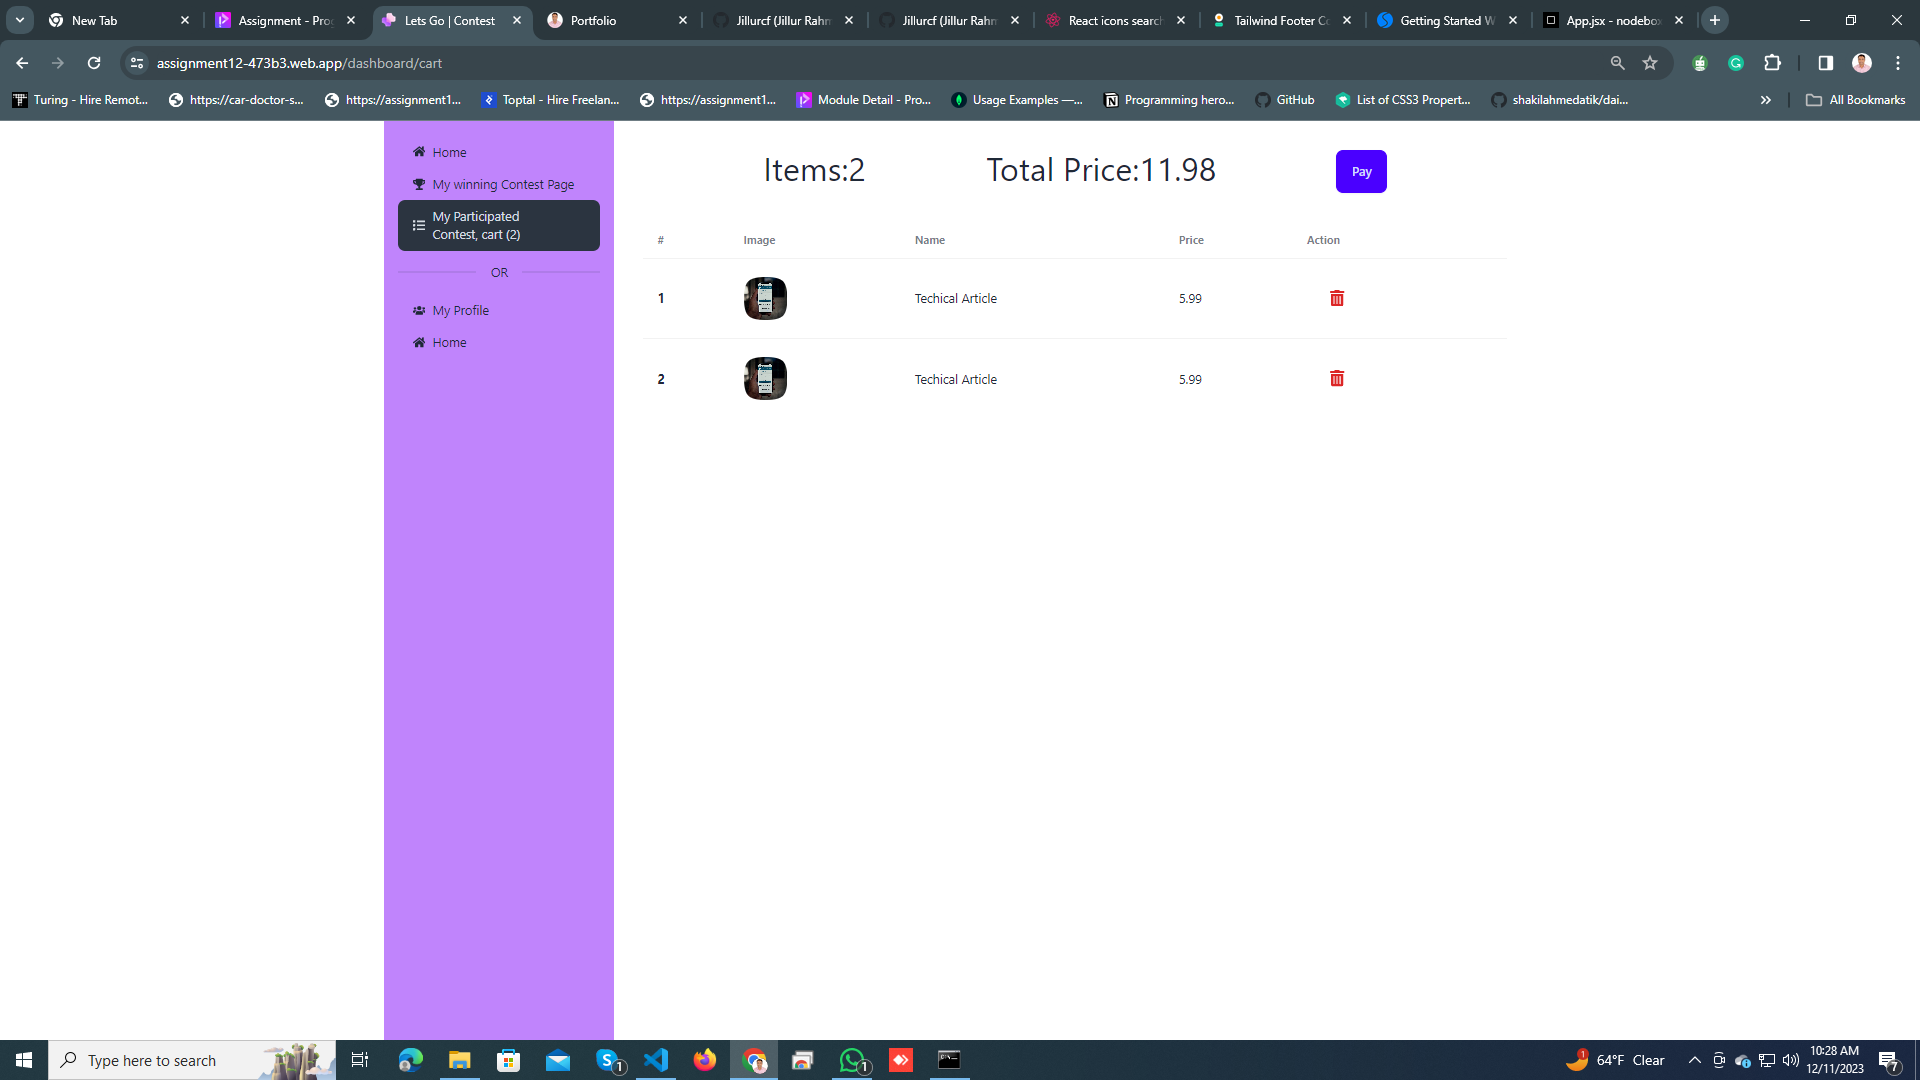 New Tab
Assignment - Pro
Lets Go | Contest
Portfolio
Jillurcf (Jillur Rahm
Jillurcf (Jillur Rahm
React icons search
Tailwind Footer Co
Getting Started W
App.jsx - nodebox
assignment12-473b3.web.app/dashboard/cart
Turing - Hire Remot...
https://car-doctor-s...
https://assignment1...
Toptal - Hire Freelan...
https://assignment1...
Module Detail - Pro...
Usage Examples —...
Programming hero...
GitHub
List of CSS3 Propert...
shakilahmedatik/dai...
All Bookmarks
Home
My winning Contest Page
My Participated
Contest, cart (2)
OR
My Profile
Home
Items:2
Total Price:11.98
Pay
# Image Name Price Action
1 Techical Article 5.99
2 Techical Article 5.99
Type here to search
1
1
1
64°F Clear
10:28 AM
12/11/2023
7